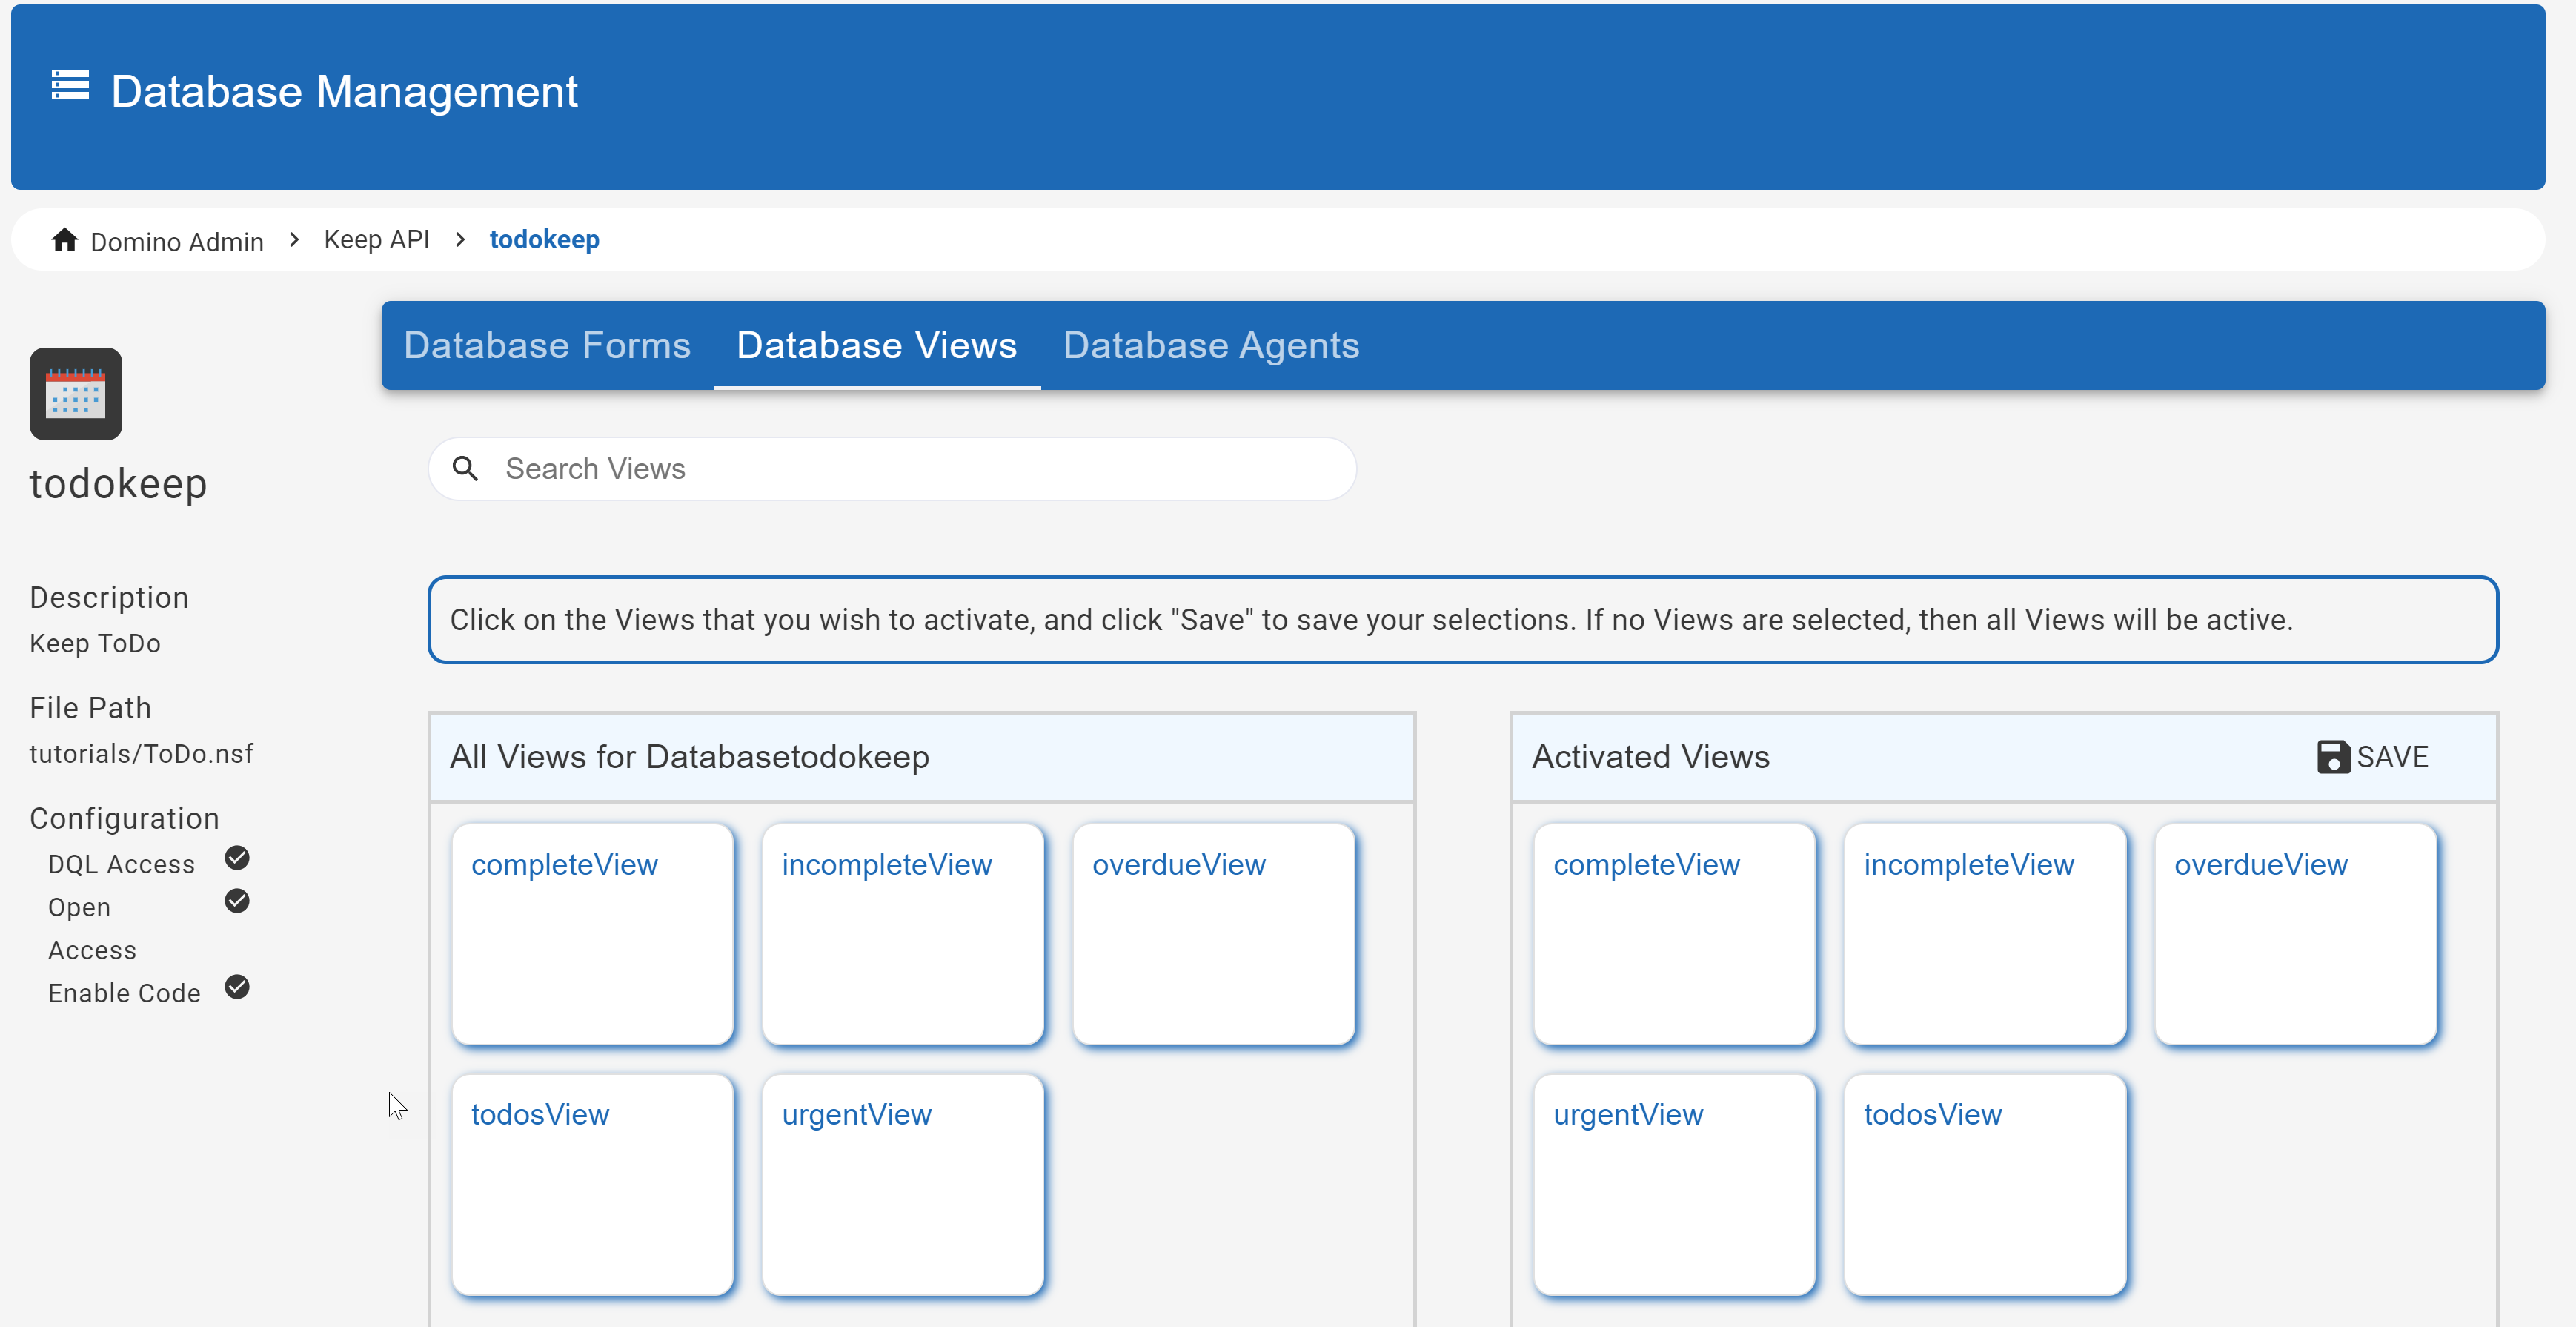 Database Management
Domino Admin > Keep API > todokeep
Database Forms Database Views Database Agents
todokeep
Description
Keep ToDo
File Path
tutorials/ToDo.nsf
Configuration
DQL Access
Open
Access
Enable Code
Search Views
Click on the Views that you wish to activate, and click "Save" to save your selections. If no Views are selected, then all Views will be active.
All Views for Databasetodokeep
completeView incompleteView overdueView
todosView urgentView
Activated Views SAVE
completeView incompleteView overdueView
urgentView todosView